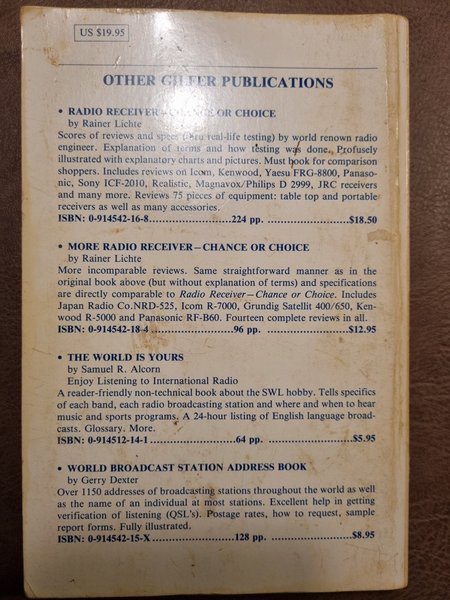 US $19.95
OTHER GILFER PUBLICATIONS
• RADIO RECEIVER—CHANCE OR CHOICE
by Rainer Lichte
Scores of reviews and specs (thru real-life testing) by world renown radio
engineer. Explanation of terms and how testing was done. Profusely
illustrated with explanatory charts and pictures. Must book for comparison
shoppers. Includes reviews on Icom, Kenwood, Yaesu FRG-8800, Panaso-
nic, Sony ICF-2010, Realistic, Magnavox/Philips D 2999, JRC receivers
and many more. Reviews 75 pieces of equipment: table top and portable
receivers as well as many accessories.
ISBN: 0-914542-16-8.....................224 pp. .....................$18.50
• MORE RADIO RECEIVER—CHANCE OR CHOICE
by Rainer Lichte
More incomparable reviews. Same straightforward manner as in the
original book above (but without explanation of terms) and specifications
are directly comparable to Radio Receiver—Chance or Choice. Includes
Japan Radio Co.NRD-525, Icom R-7000, Grundig Satellit 400/650, Ken-
wood R-5000 and Panasonic RF-B60. Fourteen complete reviews in all.
ISBN: 0-914542-18-4.....................96 pp. .....................$12.95
• THE WORLD IS YOURS
by Samuel R. Alcorn
Enjoy Listening to International Radio
A reader-friendly non-technical book about the SWL hobby. Tells specifics
of each band, each radio broadcasting station and where and when to hear
music and sports programs. A 24-hour listing of English language broad-
casts. Glossary. More.
ISBN: 0-914512-14-1.....................64 pp. .....................$5.95
• WORLD BROADCAST STATION ADDRESS BOOK
by Gerry Dexter
Over 1150 addresses of broadcasting stations throughout the world as well
as the name of an individual at most stations. Excellent help in getting
verification of listening (QSL's). Postage rates, how to request, sample
report forms. Fully illustrated.
ISBN: 0-914542-15-X.....................128 pp. .....................$8.95